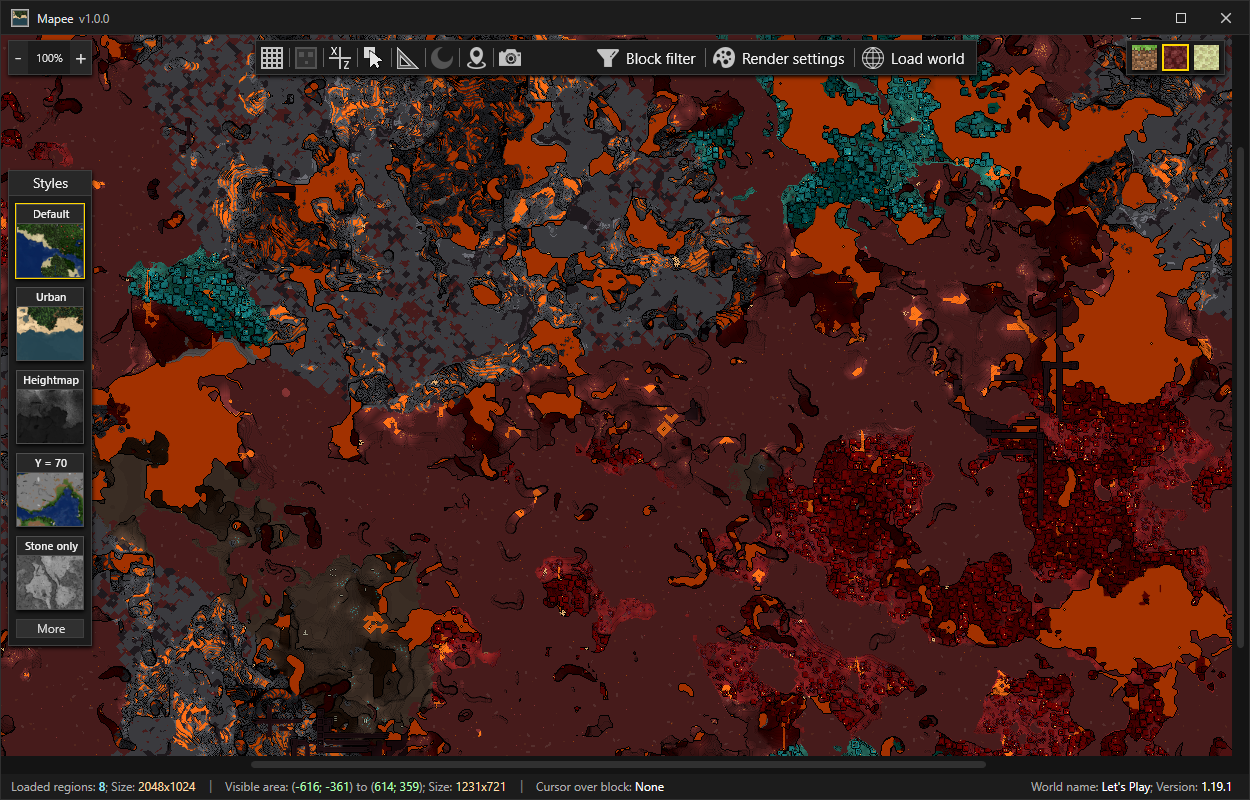 Mapee v1.0.0
- 100% +
X Z
Block filter
Render settings
Load world
Styles
Default
Urban
Heightmap
Y = 70
Stone only
More
Loaded regions: 8; Size: 2048x1024 | Visible area: (-616; -361) to (614; 359); Size: 1231x721 | Cursor over block: None
World name: Let's Play; Version: 1.19.1